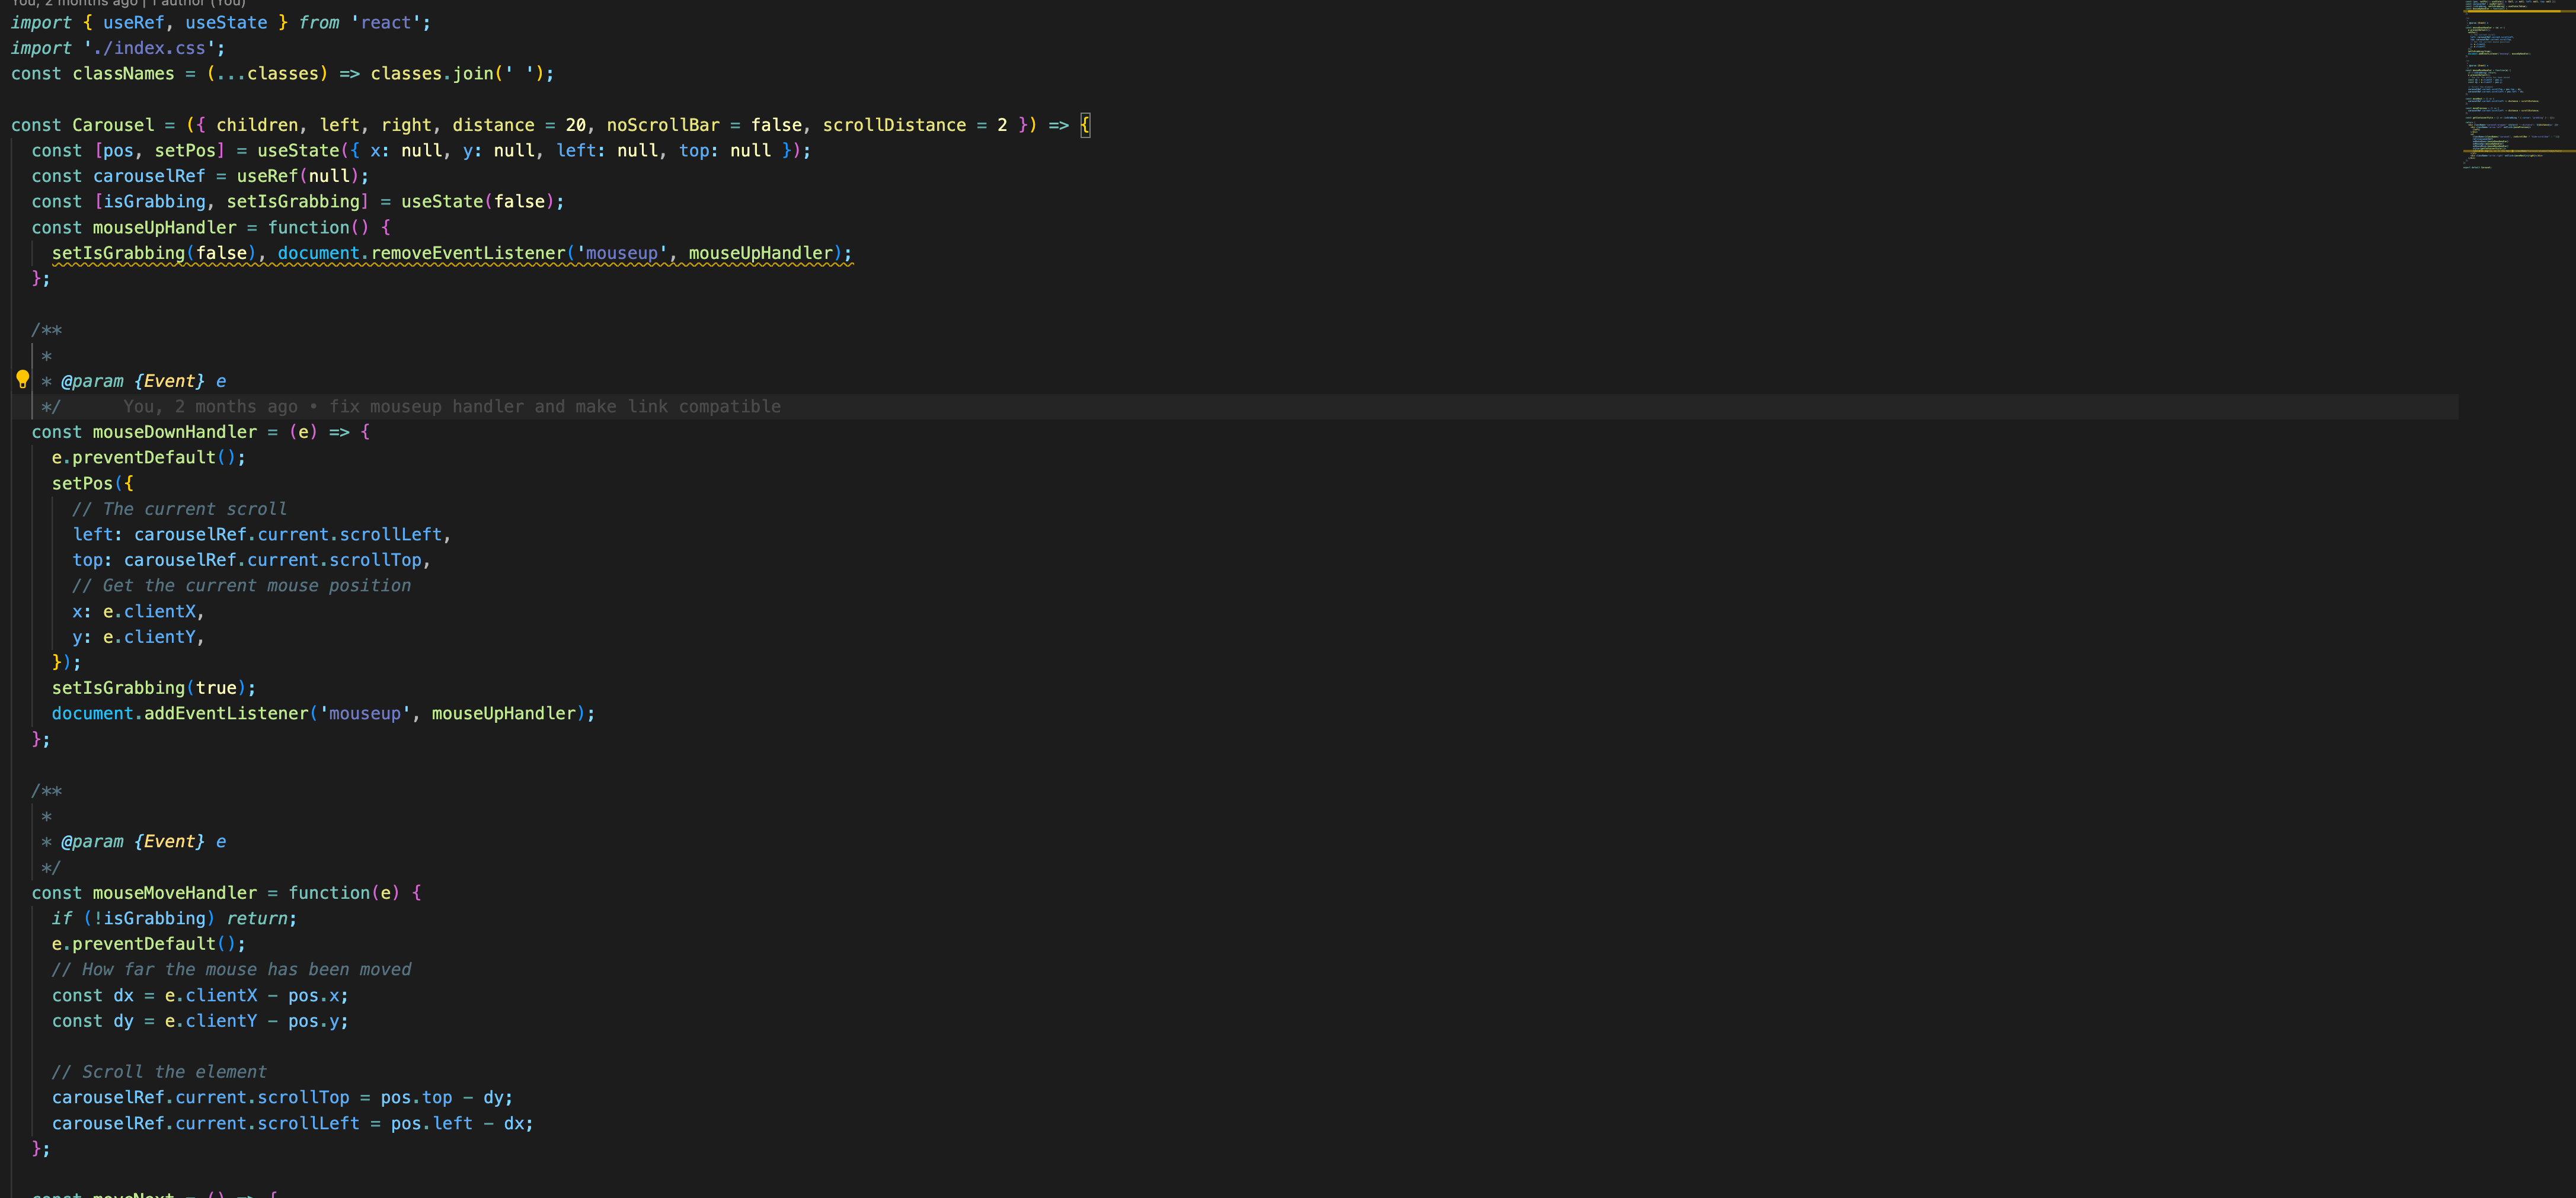 You, 2 months ago | 1 author (You)
import { useRef, useState } from 'react';
import './index.css';
const classNames = (...classes) => classes.join(' ');
const Carousel = ({ children, left, right, distance = 20, noScrollBar = false, scrollDistance = 2 }) => {
const [pos, setPos] = useState({ x: null, y: null, left: null, top: null });
const carouselRef = useRef(null);
const [isGrabbing, setIsGrabbing] = useState(false);
const mouseUpHandler = function() {
setIsGrabbing(false), document.removeEventListener('mouseup', mouseUpHandler);
};
/**
*
* @param {Event} e
*/ You, 2 months ago • fix mouseup handler and make link compatible
const mouseDownHandler = (e) => {
e.preventDefault();
setPos({
// The current scroll
left: carouselRef.current.scrollLeft,
top: carouselRef.current.scrollTop,
// Get the current mouse position
x: e.clientX,
y: e.clientY,
});
setIsGrabbing(true);
document.addEventListener('mouseup', mouseUpHandler);
};
/**
*
* @param {Event} e
*/
const mouseMoveHandler = function(e) {
if (!isGrabbing) return;
e.preventDefault();
// How far the mouse has been moved
const dx = e.clientX - pos.x;
const dy = e.clientY - pos.y;
// Scroll the element
carouselRef.current.scrollTop = pos.top - dy;
carouselRef.current.scrollLeft = pos.left - dx;
};
const moveNext = () => {